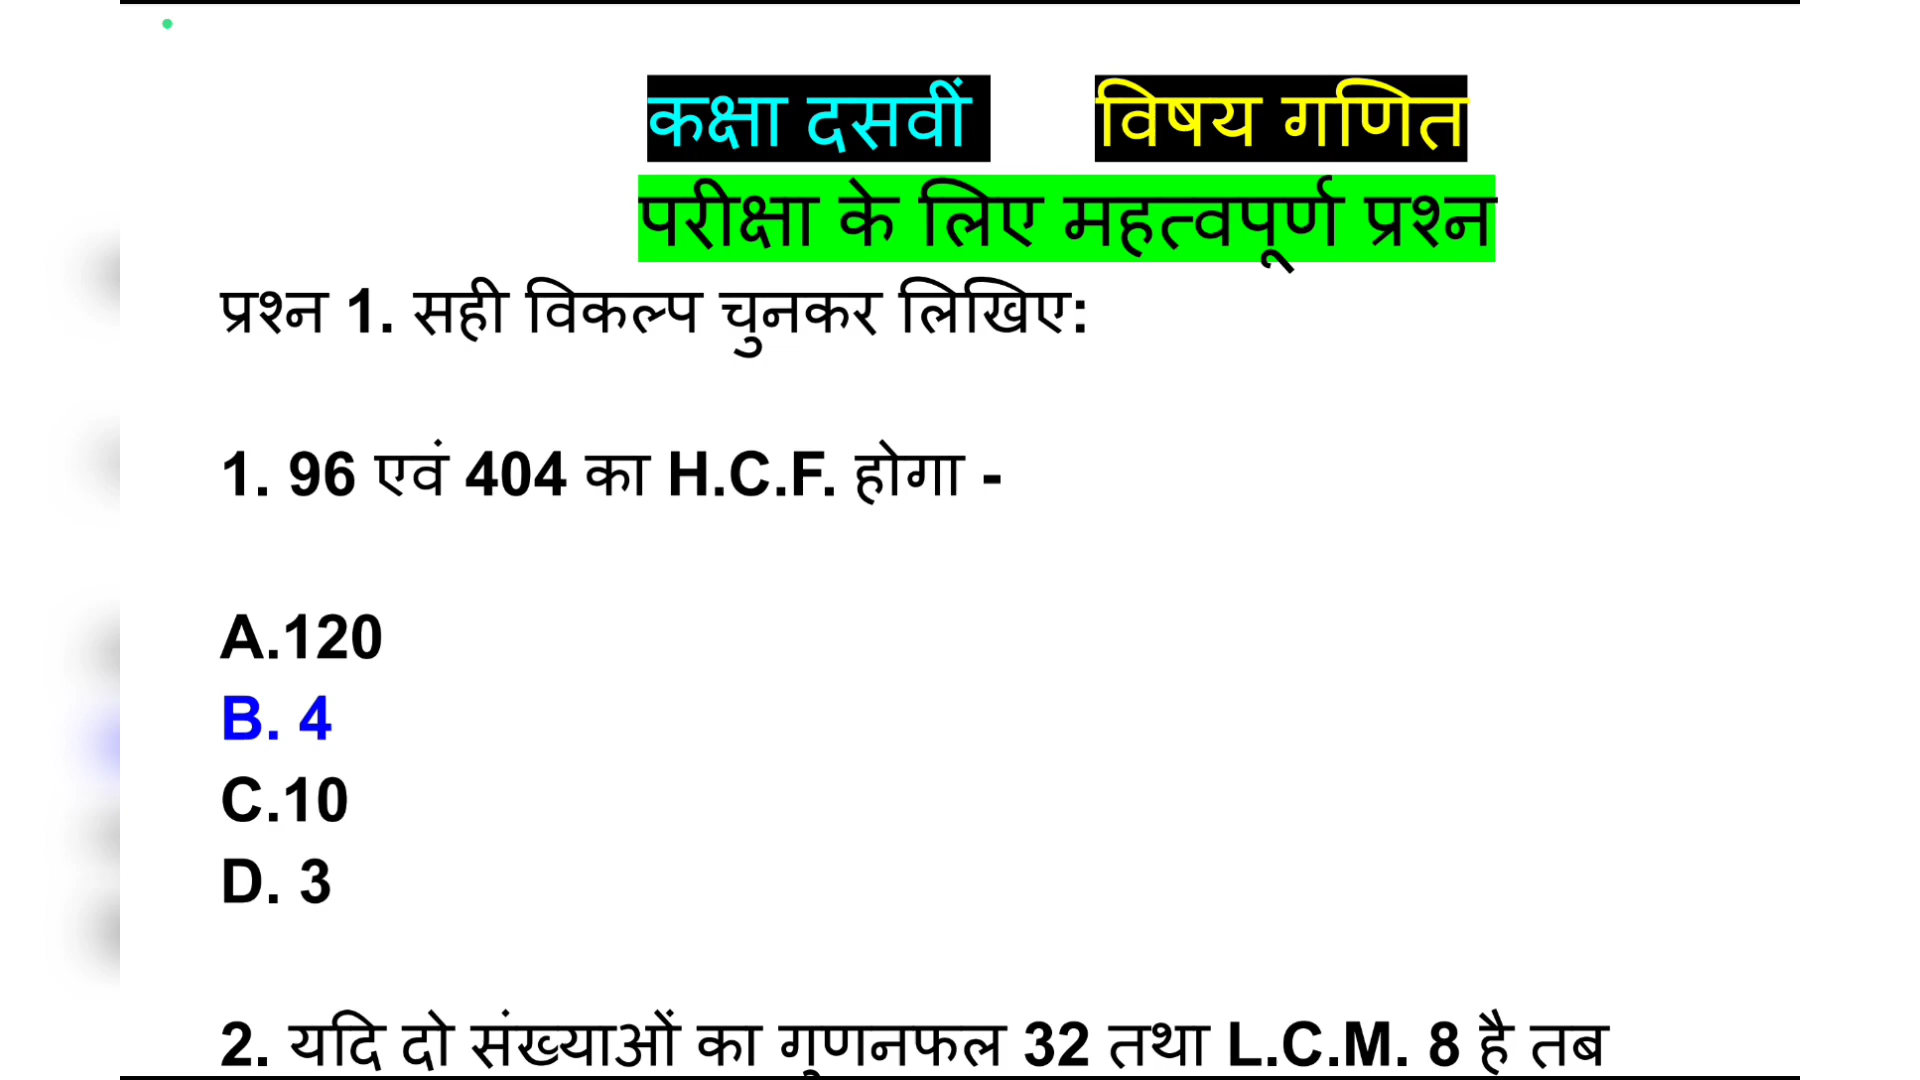 कक्षा दसवीं विषय गणित
परीक्षा के लिए महत्वपूर्ण प्रश्न
प्रश्न 1. सही विकल्प चुनकर लिखिए:
1. 96 एवं 404 का H.C.F. होगा -
A.120
B. 4
C.10
D. 3
2. यदि दो संख्याओं का गुणनफल 32 तथा L.C.M. 8 है तब